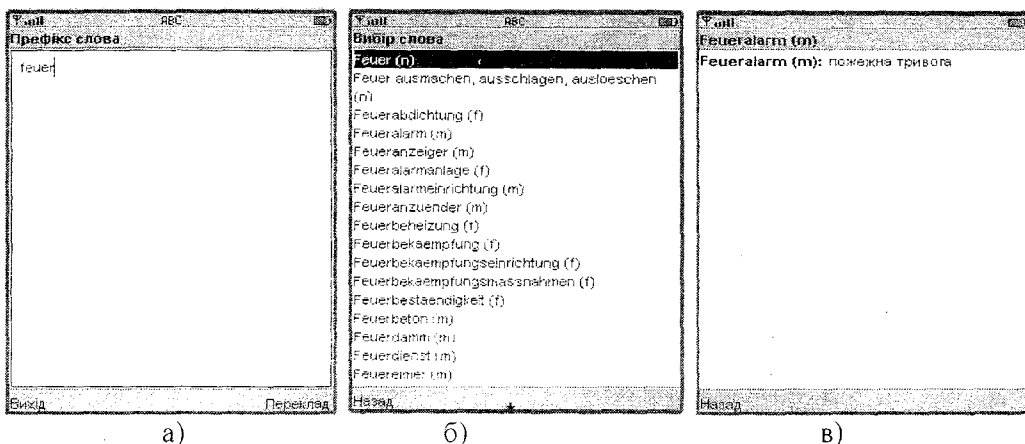 ABC
Префікс слова
feuer
Вихід
Переклад
а)
ABC
Вибір слова
Feuer (n)
Feuer ausmachen, ausschlagen, ausloeschen
(n)
Feuerabdichtung (f)
Feueralarm (m)
Feueranzeiger (m)
Feueralarmanlage (f)
Feueralarmeinrichtung (m)
Feueranzuender (m)
Feuerbeheizung (f)
Feuerbekaempfung (f)
Feuerbekaempfungseinrichtung (f)
Feuerbekaempfungsmassnahmen (f)
Feuerbestaendigkeit (f)
Feuerbeton (m)
Feuerdamm (m)
Feuerdienst (m)
Feuereimer (m)
Назад
б)
Feueralarm (m)
Feueralarm (m): пожежна тривога
Назад
в)